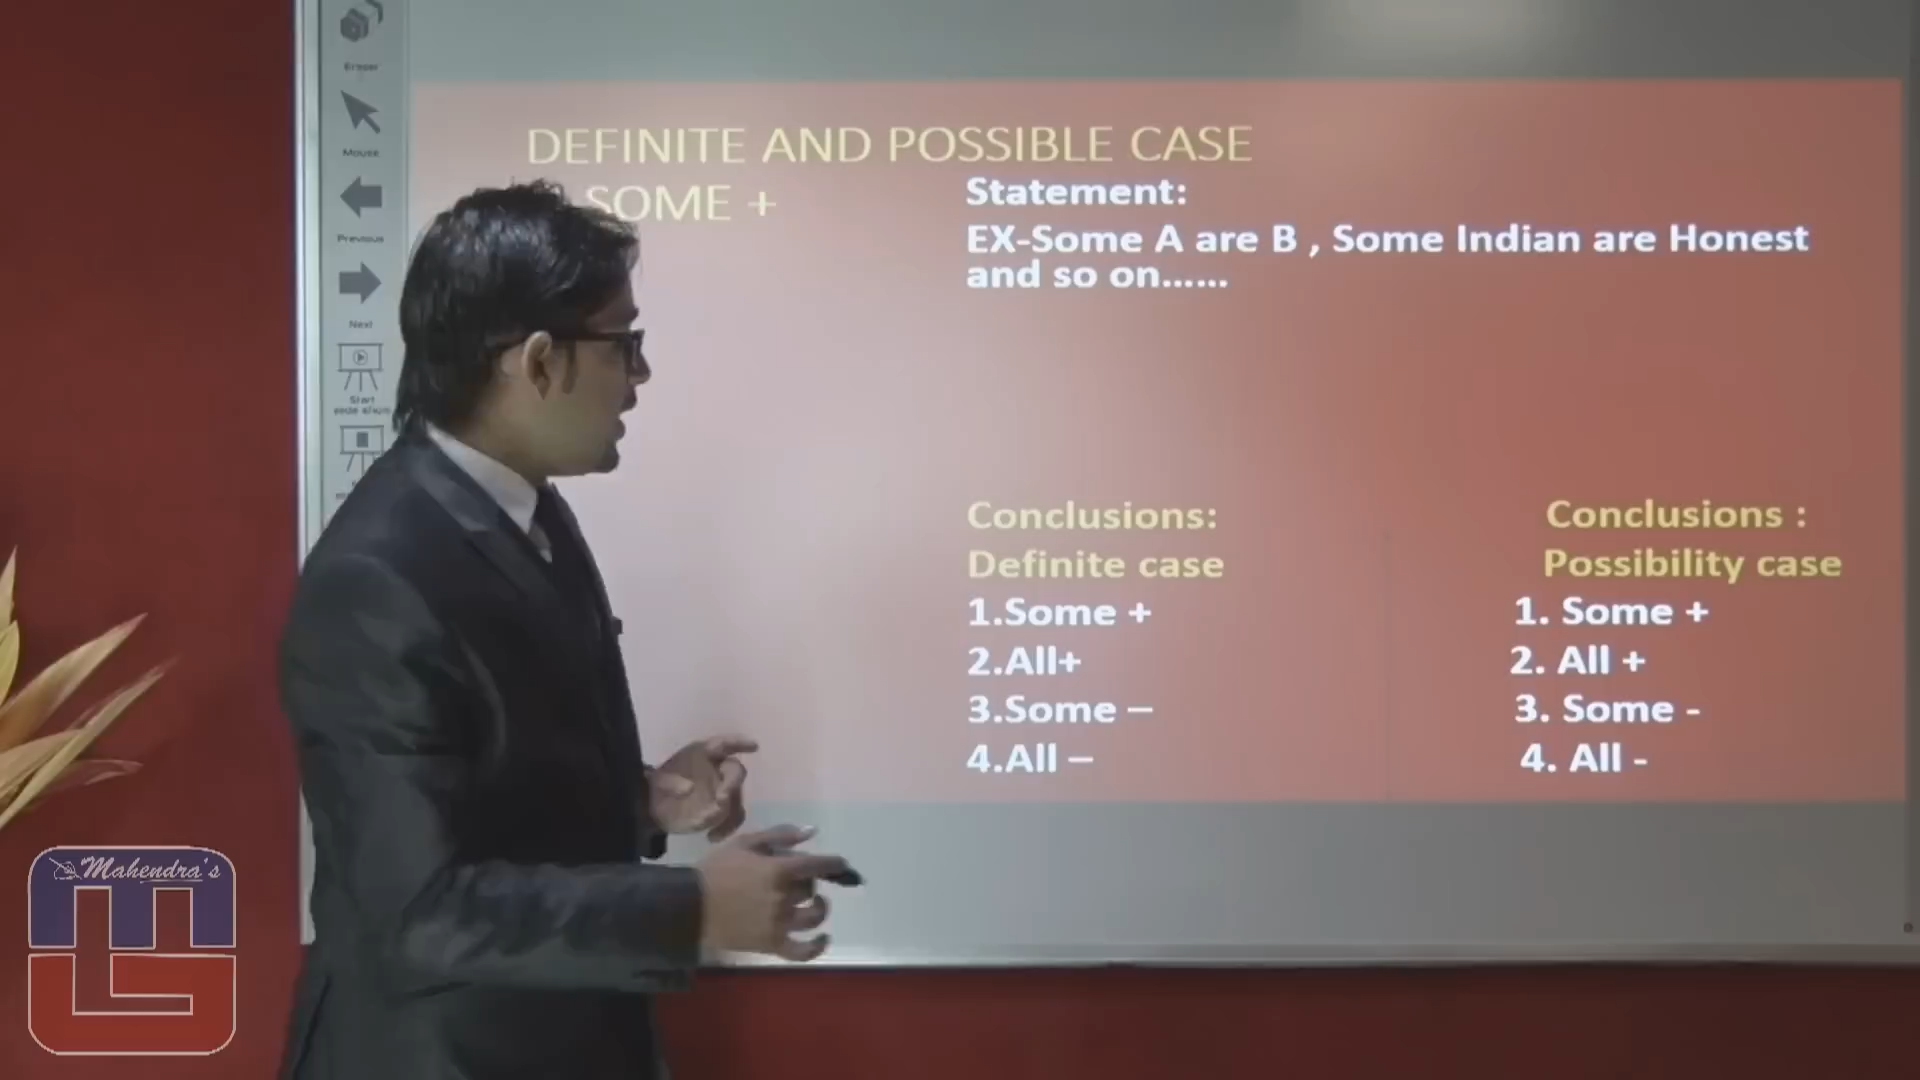 Eraser
Mouse
Previous
Next
Start
DEFINITE AND POSSIBLE CASE
SOME +
Statement:
EX-Some A are B , Some Indian are Honest
and so on......
Conclusions:
Definite case
1.Some +
2.All+
3.Some –
4.All –
Conclusions :
Possibility case
1. Some +
2. All +
3. Some -
4. All -
Mahendra's